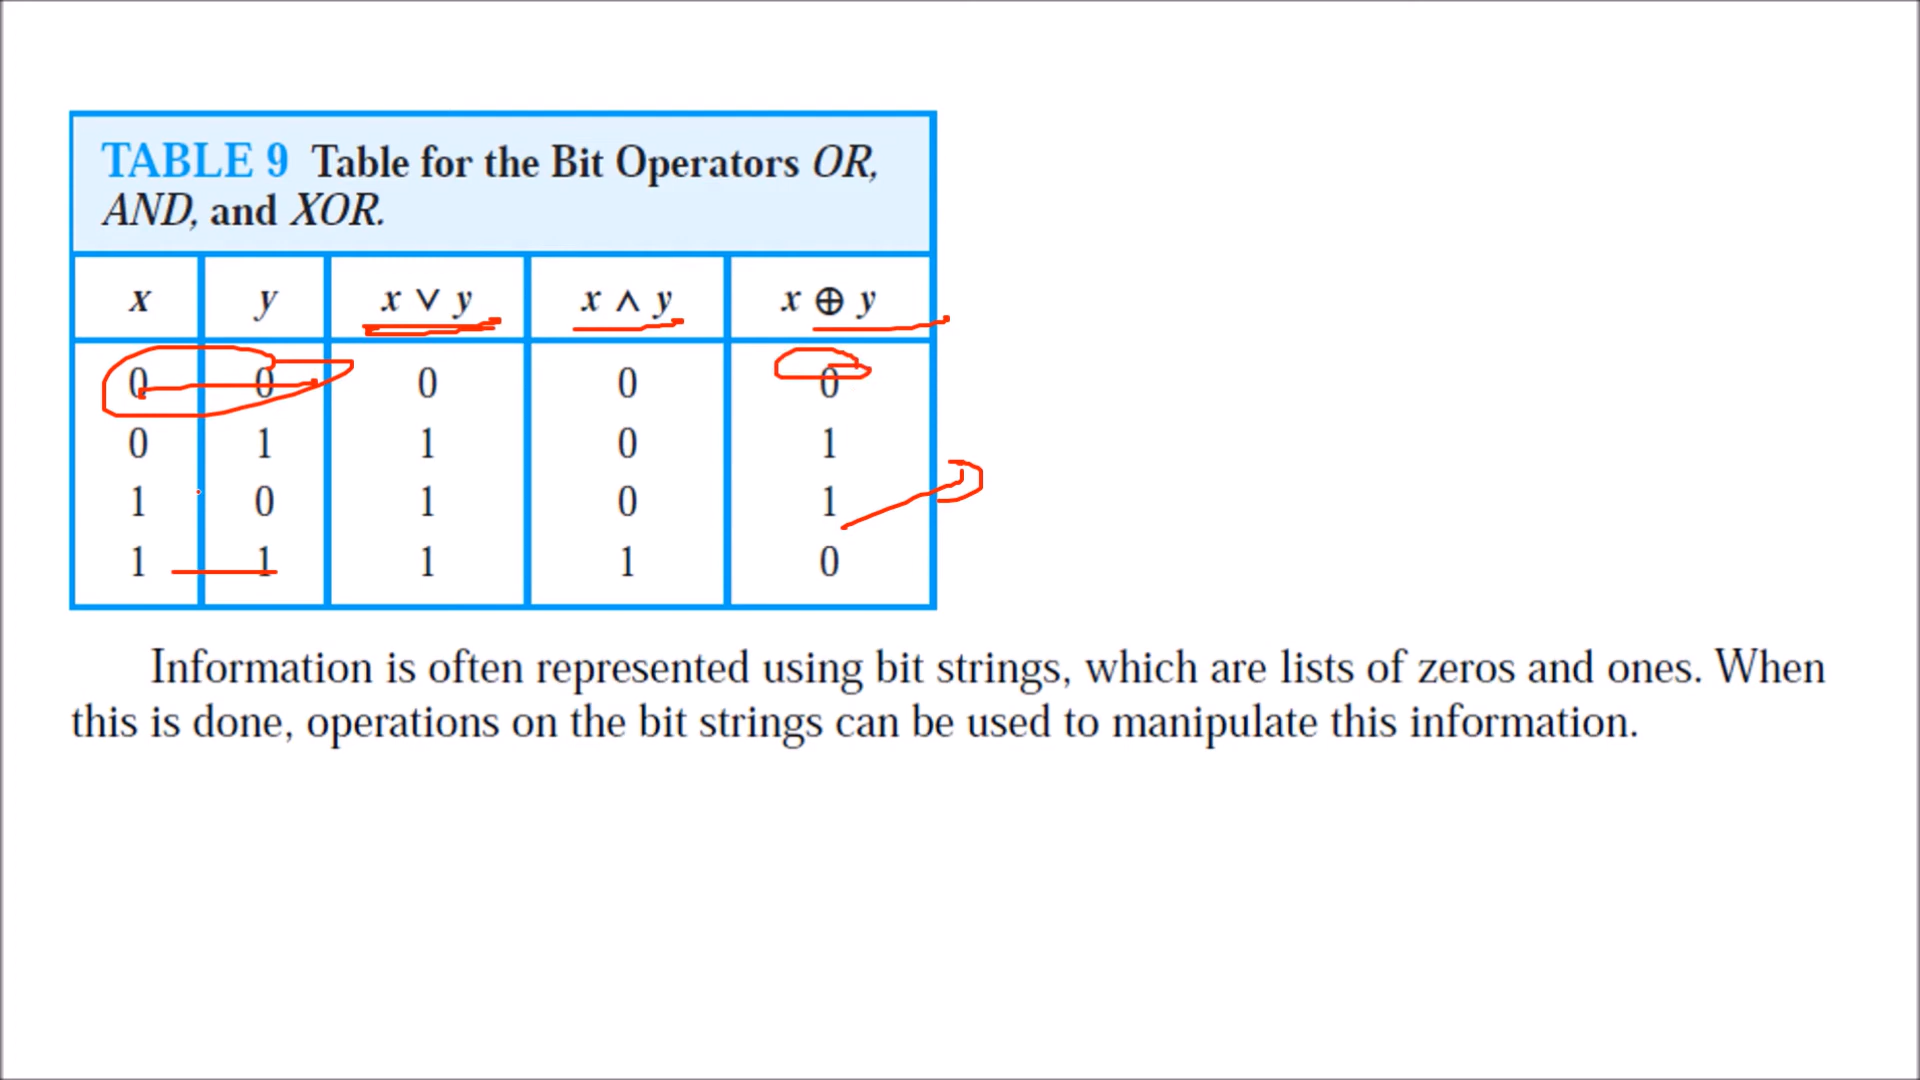 TABLE 9 Table for the Bit Operators OR,
AND, and XOR.
x y x ∨ y x ∧ y x ⊕ y
0 0 0 0 0
0 1 1 0 1
1 0 1 0 1
1 1 1 1 0
Information is often represented using bit strings, which are lists of zeros and ones. When
this is done, operations on the bit strings can be used to manipulate this information.